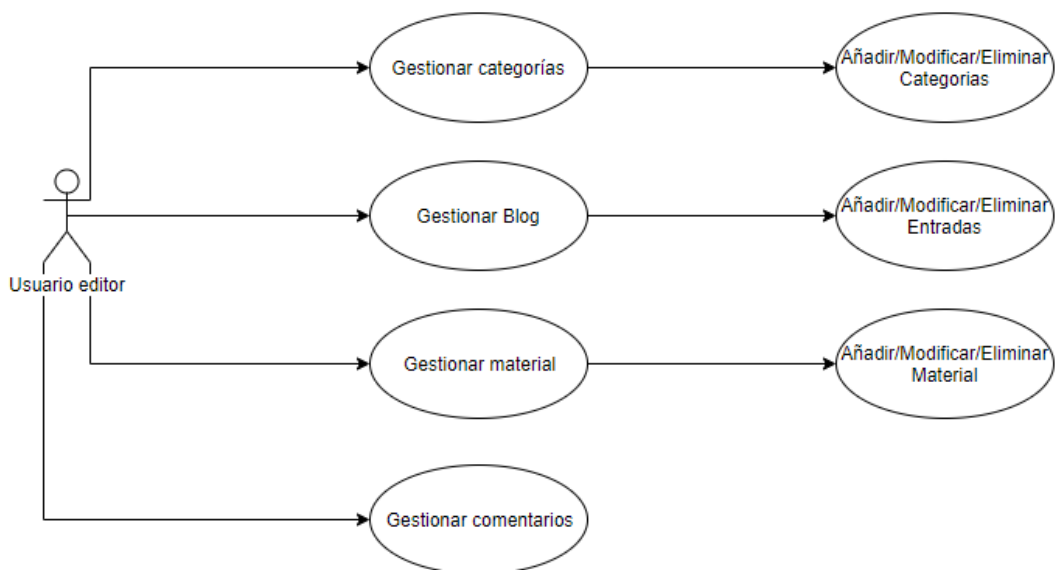 Gestionar categorías
Añadir/Modificar/Eliminar
Categorias
Gestionar Blog
Añadir/Modificar/Eliminar
Entradas
Usuario editor
Gestionar material
Añadir/Modificar/Eliminar
Material
Gestionar comentarios